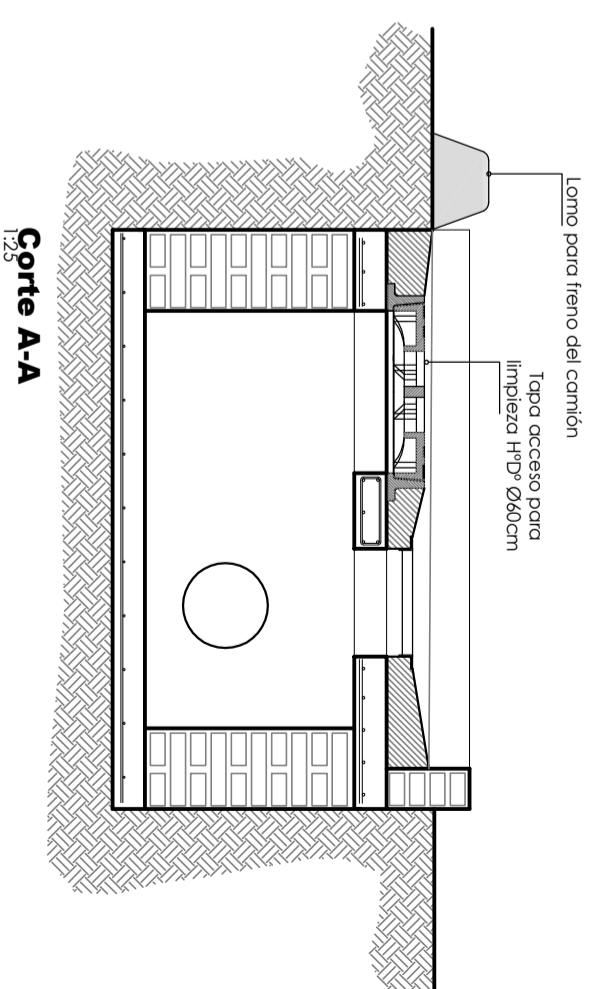 Lomo para freno del camión
Tapa acceso para
limpieza HºDº Ø60cm
Corte A-A
1:25